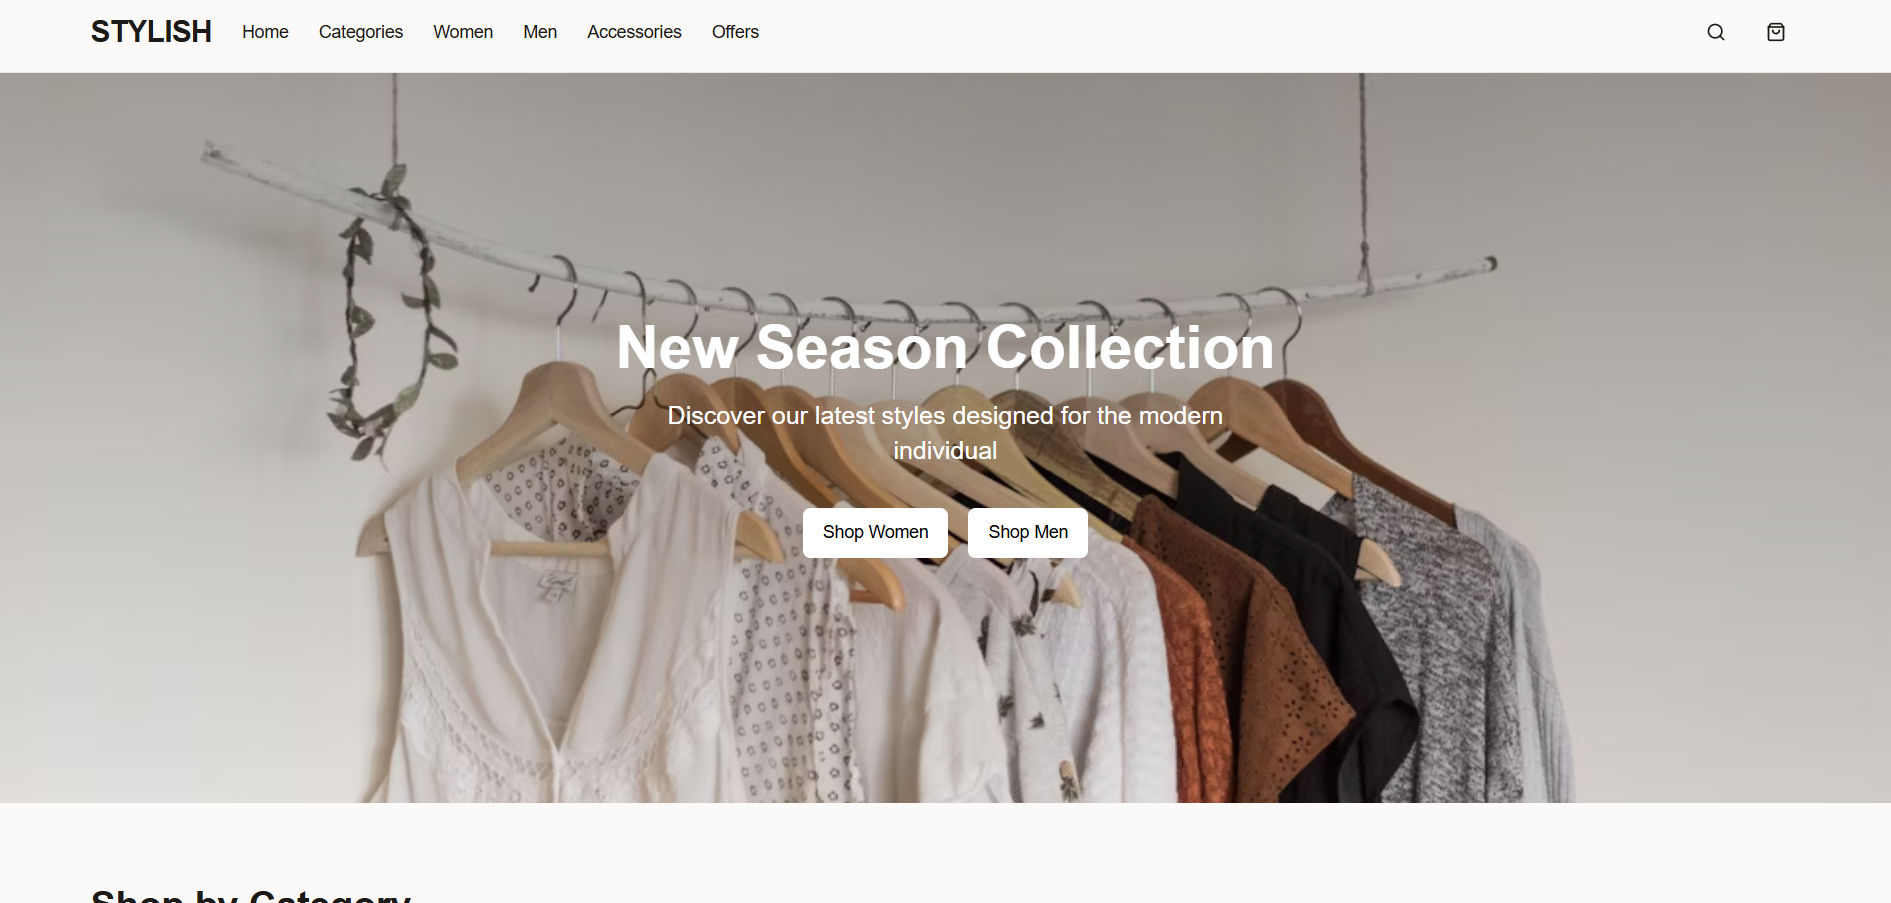 STYLISH Home Categories Women Men Accessories Offers
New Season Collection
Discover our latest styles designed for the modern
individual
Shop Women Shop Men
Shop by Category